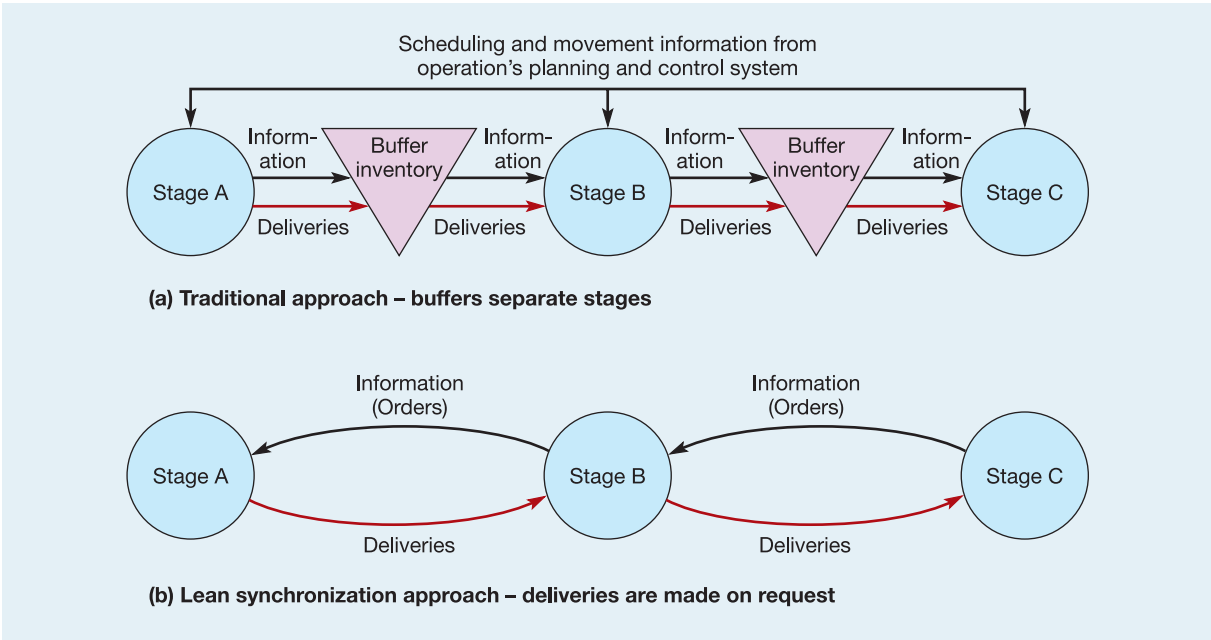 Scheduling and movement information from
operation's planning and control system
Inform-
ation
Buffer
inventory
Inform-
ation
Inform-
ation
Buffer
inventory
Inform-
ation
Stage A
Stage B
Stage C
Deliveries
Deliveries
Deliveries
Deliveries
(a) Traditional approach – buffers separate stages
Information
(Orders)
Information
(Orders)
Stage A
Stage B
Stage C
Deliveries
Deliveries
(b) Lean synchronization approach – deliveries are made on request